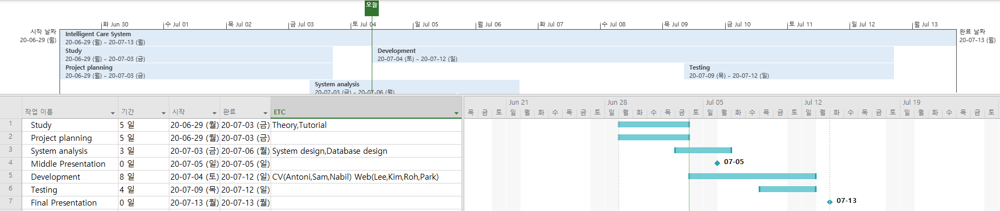 오늘
화 Jun 30 수 Jul 01 목 Jul 02 금 Jul 03 토 Jul 04 일 Jul 05 월 Jul 06 화 Jul 07 수 Jul 08 목 Jul 09 금 Jul 10 토 Jul 11 일 Jul 12 월 Jul 13
시작 날짜
20-06-29 (월)
완료 날짜
20-07-13 (월)
Intelligent Care System
20-06-29 (월) - 20-07-13 (월)
Study
20-06-29 (월) - 20-07-03 (금)
Development
20-07-04 (토) - 20-07-12 (일)
Project planning
20-06-29 (월) - 20-07-03 (금)
Testing
20-07-09 (목) - 20-07-12 (일)
System analysis
20-07-03 (금) - 20-07-06 (월)
작업 이름 기간 시작 완료 ETC
1 Study 5 일 20-06-29 (월) 20-07-03 (금) Theory,Tutorial
2 Project planning 5 일 20-06-29 (월) 20-07-03 (금)
3 System analysis 3 일 20-07-03 (금) 20-07-06 (월) System design,Database design
4 Middle Presentation 0 일 20-07-05 (일) 20-07-05 (일)
5 Development 8 일 20-07-04 (토) 20-07-12 (일) CV(Antoni,Sam,Nabil) Web(Lee,Kim,Roh,Park)
6 Testing 4 일 20-07-09 (목) 20-07-12 (일)
7 Final Presentation 0 일 20-07-13 (월) 20-07-13 (월)
Jun 21 Jun 28 Jul 05 Jul 12 Jul 19
목 금 토 일 월 화 수 목 금 토 일 월 화 수 목 금 토 일 월 화 수 목 금 토 일 월 화 수 목 금 토 일 월 화 수 목 금 토
07-05
07-13